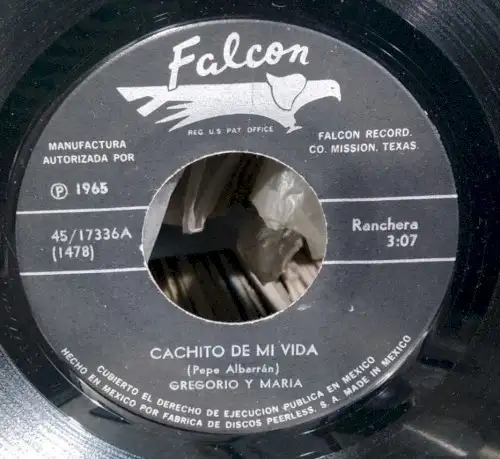 Falcon
REG. U.S. PAT. OFFICE
MANUFACTURA
AUTORIZADA POR
FALCON RECORD.
CO. MISSION, TEXAS
Ⓟ 1965
45/17336A
(1478)
Ranchera
3:07
CACHITO DE MI VIDA
(Pepe Albarrán)
GREGORIO Y MARIA
CUBIERTO EL DERECHO DE EJECUCION PUBLICA EN MEXICO
HECHO EN MEXICO POR FABRICA DE DISCOS PEERLESS, S. A. MADE IN MEXICO.